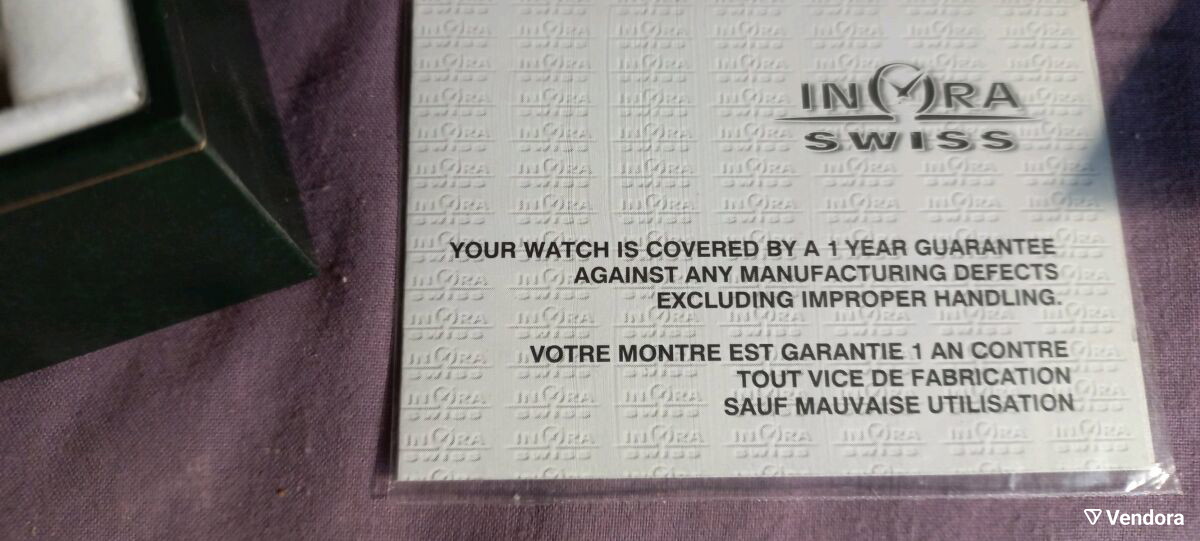 INORA
SWISS
YOUR WATCH IS COVERED BY A 1 YEAR GUARANTEE
AGAINST ANY MANUFACTURING DEFECTS
EXCLUDING IMPROPER HANDLING.
VOTRE MONTRE EST GARANTIE 1 AN CONTRE
TOUT VICE DE FABRICATION
SAUF MAUVAISE UTILISATION
Vendora